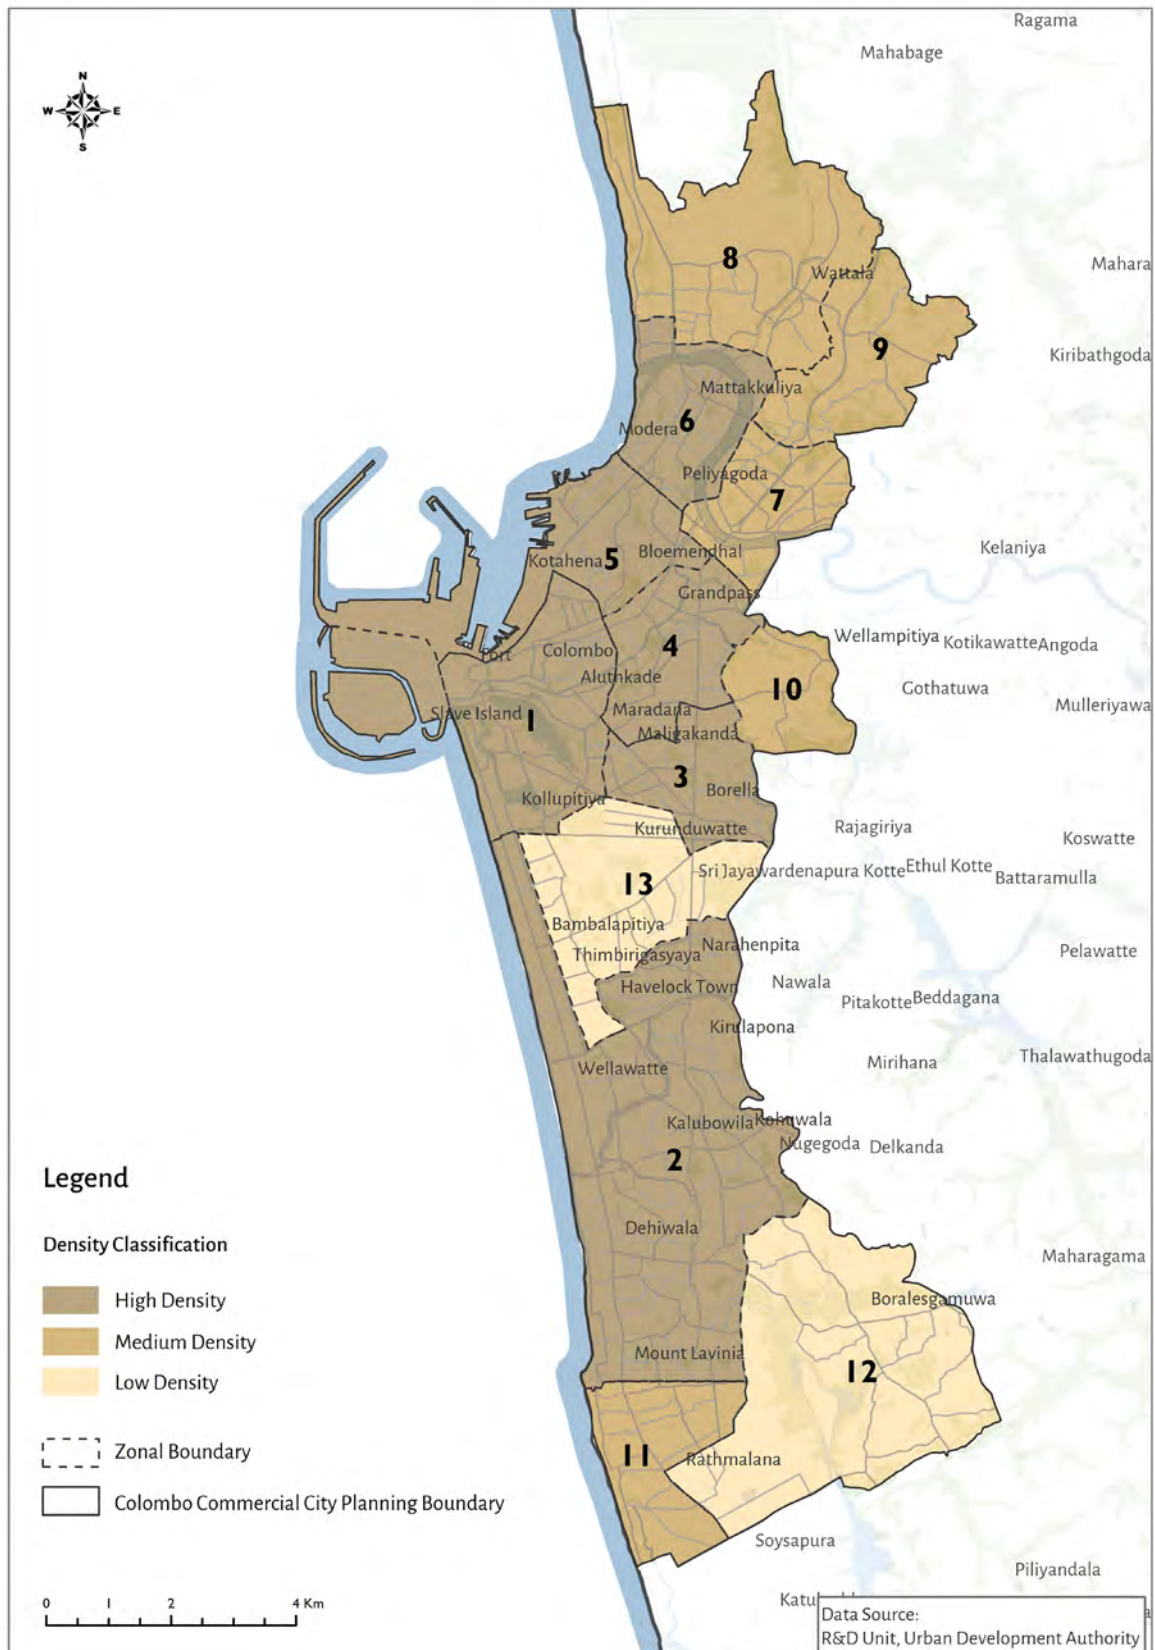 Ragama
Mahabage
N
W E
S
8
Wattala
Mahara
9
Kiribathgoda
Mattakkuliya
Modera 6
Peliyagoda
7
Kelaniya
Bloemendhal
Kotahena 5
Grandpass
Wellampitiya Kotikawatte Angoda
4
Colombo
Fort
Aluthkade
10
Gothatuwa
Mulleriyawa
Slave Island
1
Maradana
Maligakanda
3
Borella
Kollupitiya
Kurunduwatte
Rajagiriya
Koswatte
Sri Jayawardenapura Kotte Ethul Kotte
Battaramulla
13
Bambalapitiya
Narahenpita
Pelawatte
Thimbirigasyaya
Havelock Town
Nawala
Pitakotte Beddagana
Kirulapona
Mirihana
Thalawathugoda
Wellawatte
Kalubowila Kohuwala
Nugegoda Delkanda
2
Dehiwala
Maharagama
Boralesgamuwa
Mount Lavinia
12
11
Rathmalana
Soysapura
Piliyandala
Katu
Legend
Density Classification
High Density
Medium Density
Low Density
Zonal Boundary
Colombo Commercial City Planning Boundary
0 1 2 4 Km
Data Source:
R&D Unit, Urban Development Authority